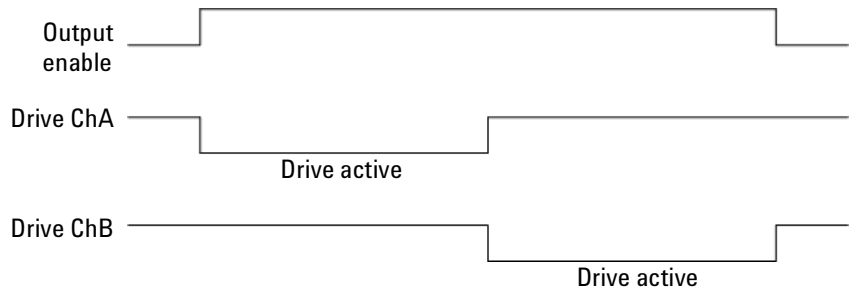 Output
enable
Drive ChA
Drive active
Drive ChB
Drive active